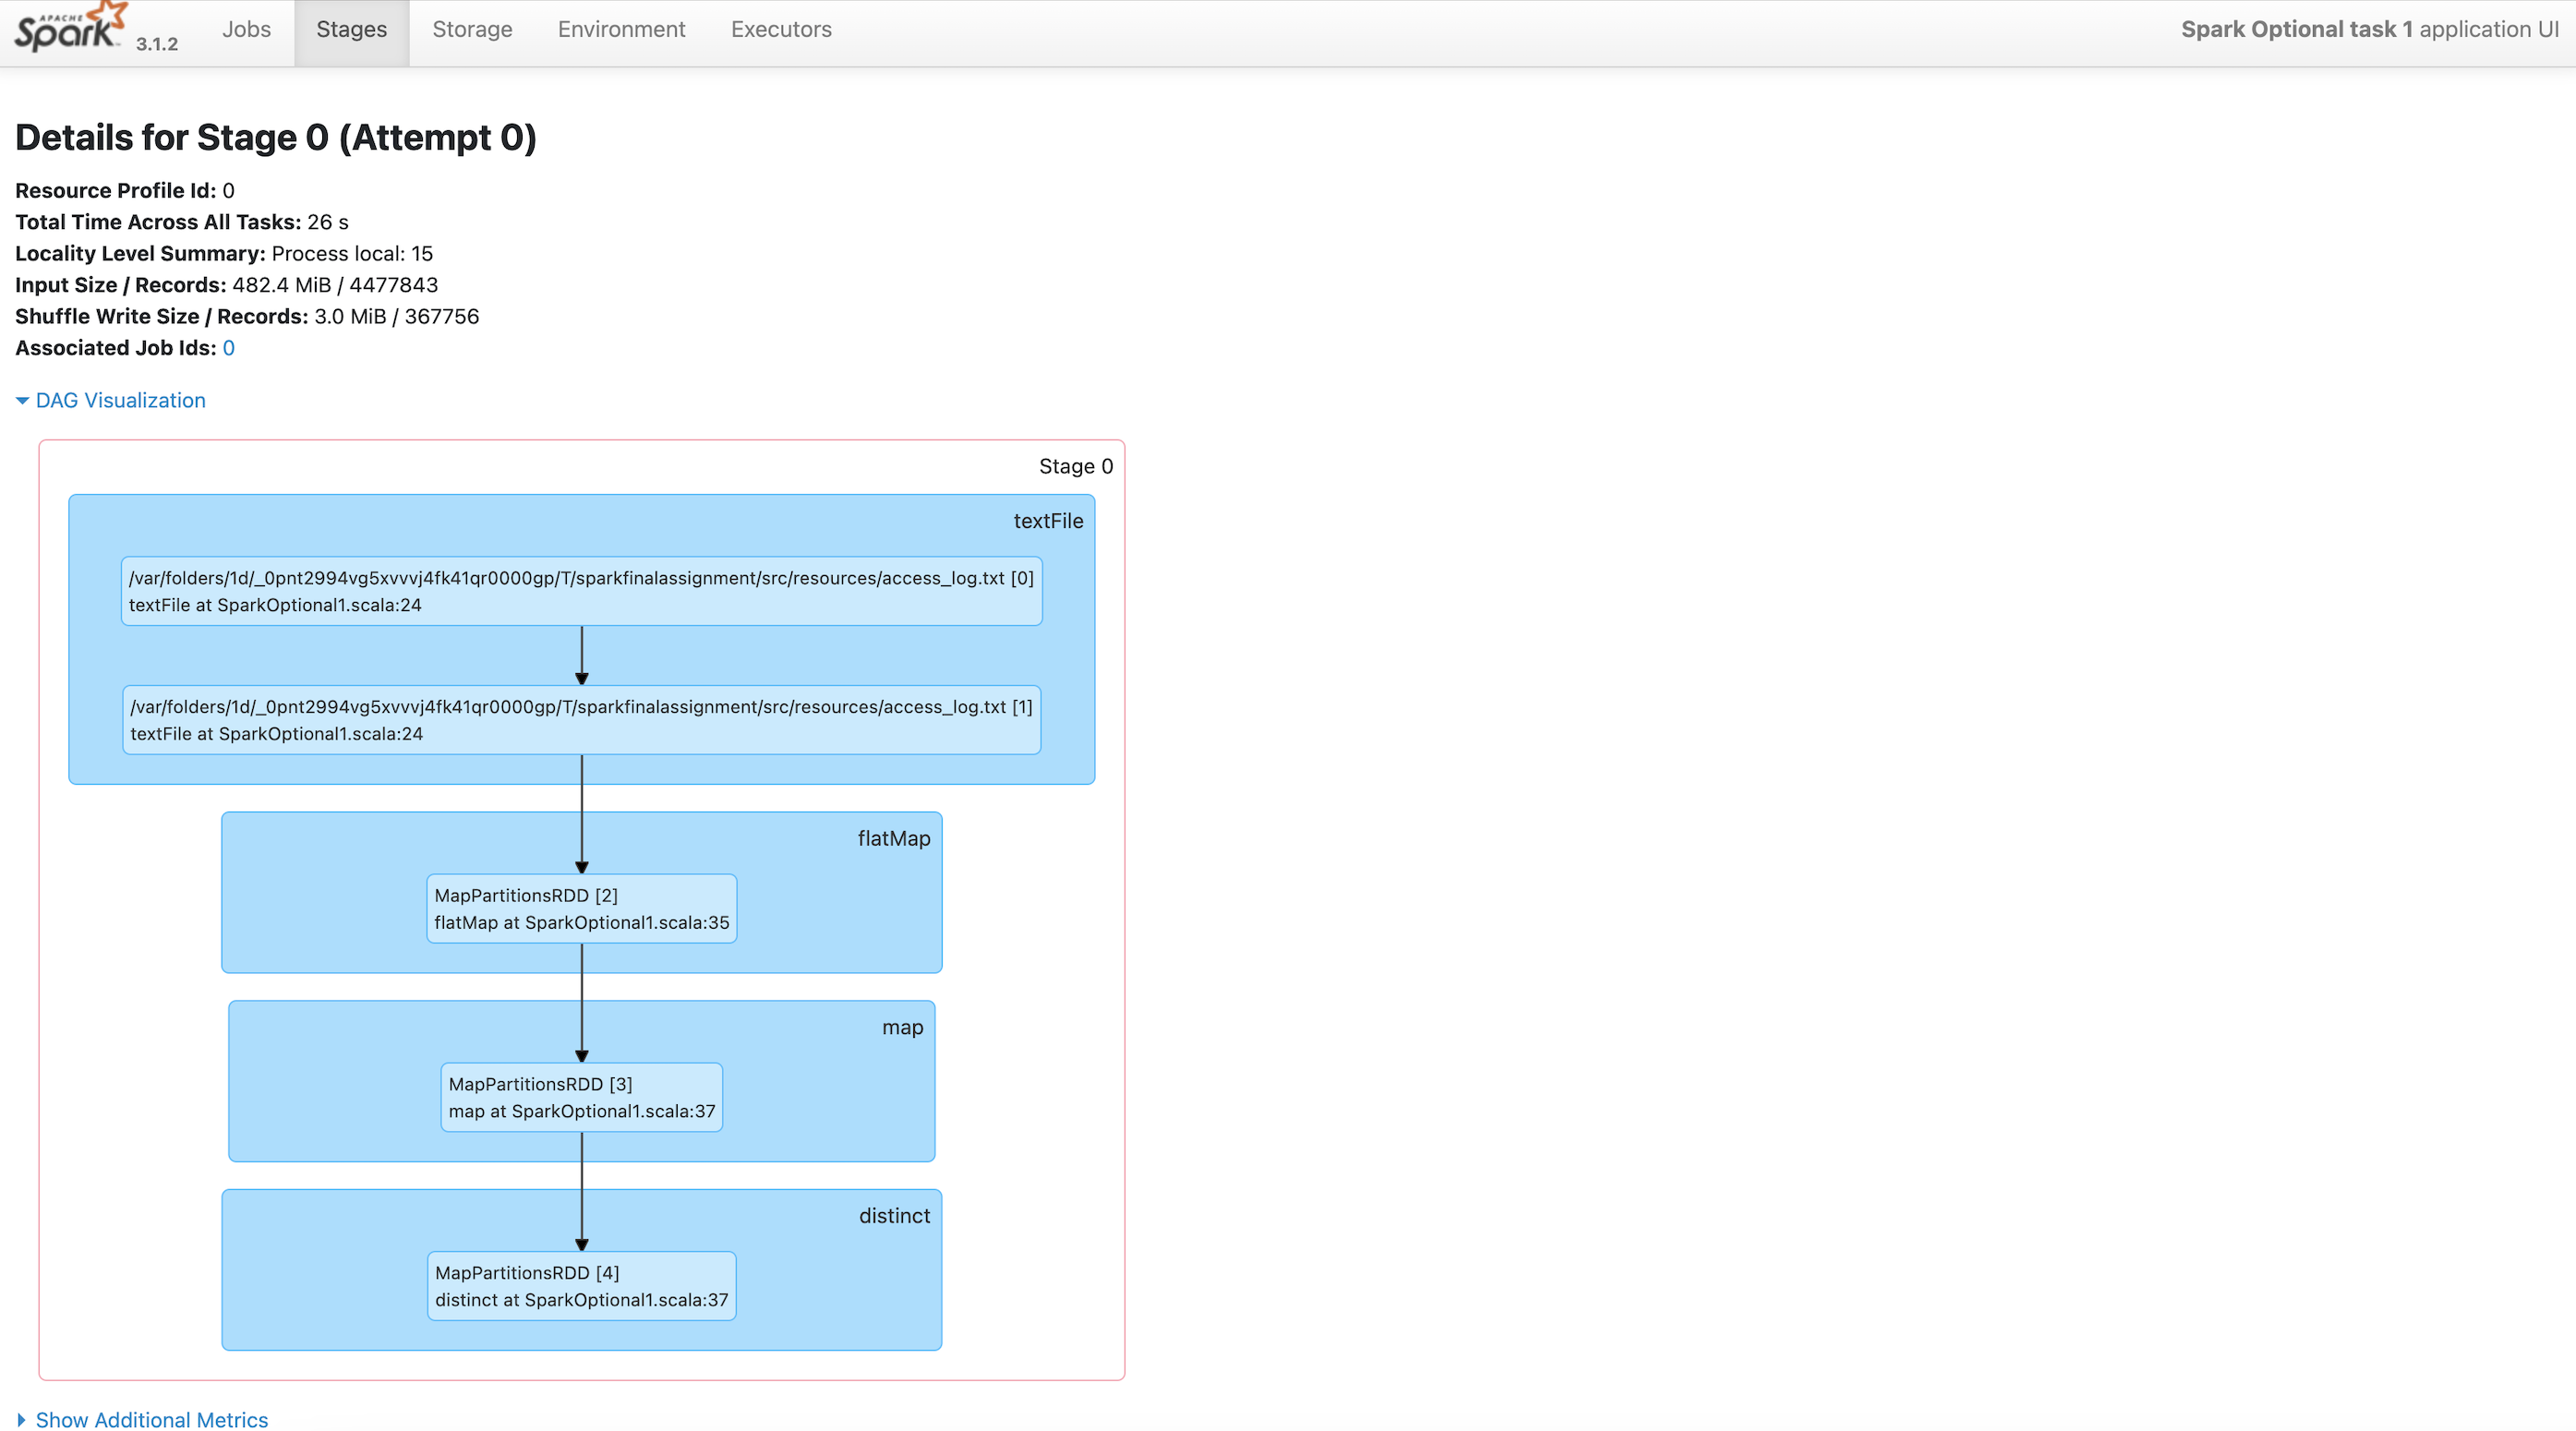 APACHE
Spark 3.1.2 Jobs Stages Storage Environment Executors Spark Optional task 1 application UI
Details for Stage 0 (Attempt 0)
Resource Profile Id: 0
Total Time Across All Tasks: 26 s
Locality Level Summary: Process local: 15
Input Size / Records: 482.4 MiB / 4477843
Shuffle Write Size / Records: 3.0 MiB / 367756
Associated Job Ids: 0
DAG Visualization
Stage 0
textFile
/var/folders/1d/_0pnt2994vg5xvvvj4fk41qr0000gp/T/sparkfinalassignment/src/resources/access_log.txt [0]
textFile at SparkOptional1.scala:24
/var/folders/1d/_0pnt2994vg5xvvvj4fk41qr0000gp/T/sparkfinalassignment/src/resources/access_log.txt [1]
textFile at SparkOptional1.scala:24
flatMap
MapPartitionsRDD [2]
flatMap at SparkOptional1.scala:35
map
MapPartitionsRDD [3]
map at SparkOptional1.scala:37
distinct
MapPartitionsRDD [4]
distinct at SparkOptional1.scala:37
Show Additional Metrics